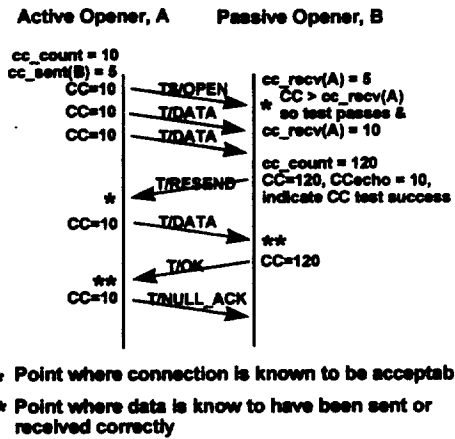 Active Opener, A Passive Opener, B
cc_count = 10
cc_sent(B) = 5
cc_recv(A) = 5
CC=10 TS/OPEN * CC > cc_recv(A)
so test passes &
CC=10 T/DATA
cc_recv(A) = 10
CC=10 T/DATA
cc_count = 120
T/RESEND CC=120, CCecho = 10,
indicate CC test success
*
CC=10 T/DATA
**
T/OK CC=120
**
CC=10 T/NULL_ACK
* Point where connection is known to be acceptab
* Point where data is know to have been sent or
received correctly